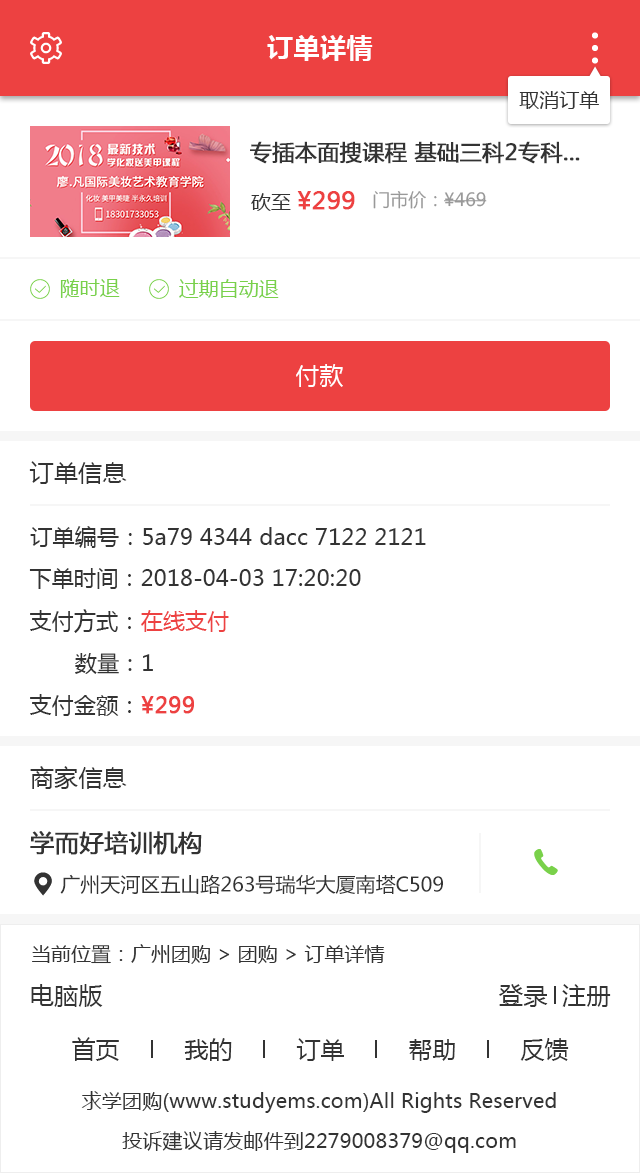 订单详情
取消订单
2018 最新技术
学化妆送美甲课程
廖.凡国际美妆艺术教育学院
化妆 美甲美睫 半永久培训
18301733053
专插本面搜课程 基础三科2专科...
砍至 ¥299 门市价：¥469
随时退 过期自动退
付款
订单信息
订单编号：5a79 4344 dacc 7122 2121
下单时间：2018-04-03 17:20:20
支付方式：在线支付
数量：1
支付金额：¥299
商家信息
学而好培训机构
广州天河区五山路263号瑞华大厦南塔C509
当前位置：广州团购 > 团购 > 订单详情
电脑版 登录|注册
首页 | 我的 | 订单 | 帮助 | 反馈
求学团购(www.studyems.com)All Rights Reserved
投诉建议请发邮件到2279008379@qq.com